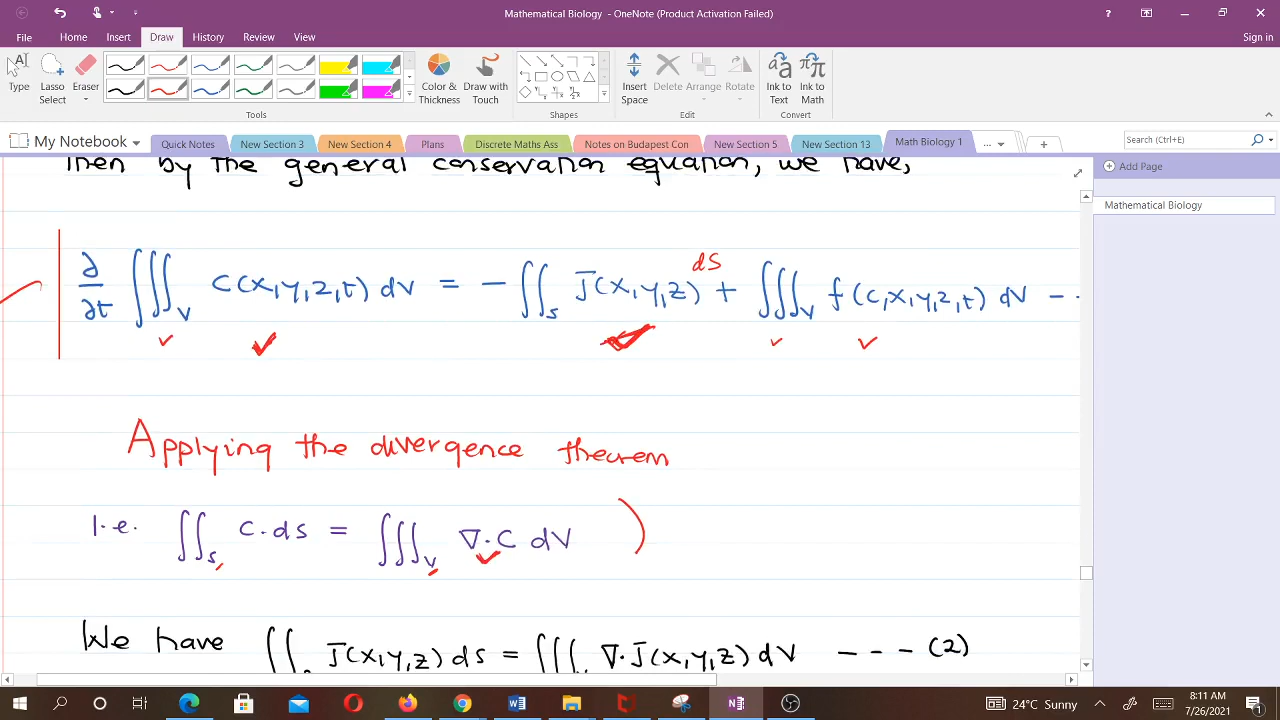 Mathematical Biology - OneNote (Product Activation Failed)
File Home Insert Draw History Review View Sign in
Type Lasso Select Eraser Color & Thickness Draw with Touch Insert Space Delete Arrange Rotate Ink to Text Ink to Math
Tools Shapes Edit Convert
My Notebook Quick Notes New Section 3 New Section 4 Plans Discrete Maths Ass Notes on Budapest Con New Section 5 New Section 13 Math Biology 1 ... Search (Ctrl+E)
Add Page
Mathematical Biology
Then by the general conservation equation, we have,
∂/∂t ∭_V C(x,y,z,t) dV = - ∬_S J(x,y,z) dS + ∭_V f(c,x,y,z,t) dV - -
Applying the divergence theorem
I.e. ∬_S C.ds = ∭_V ∇.C dV )
We have ∬ J(x,y,z) ds = ∭ ∇.J(x,y,z) dV - - - (2)
24°C Sunny
8:11 AM
7/26/2021